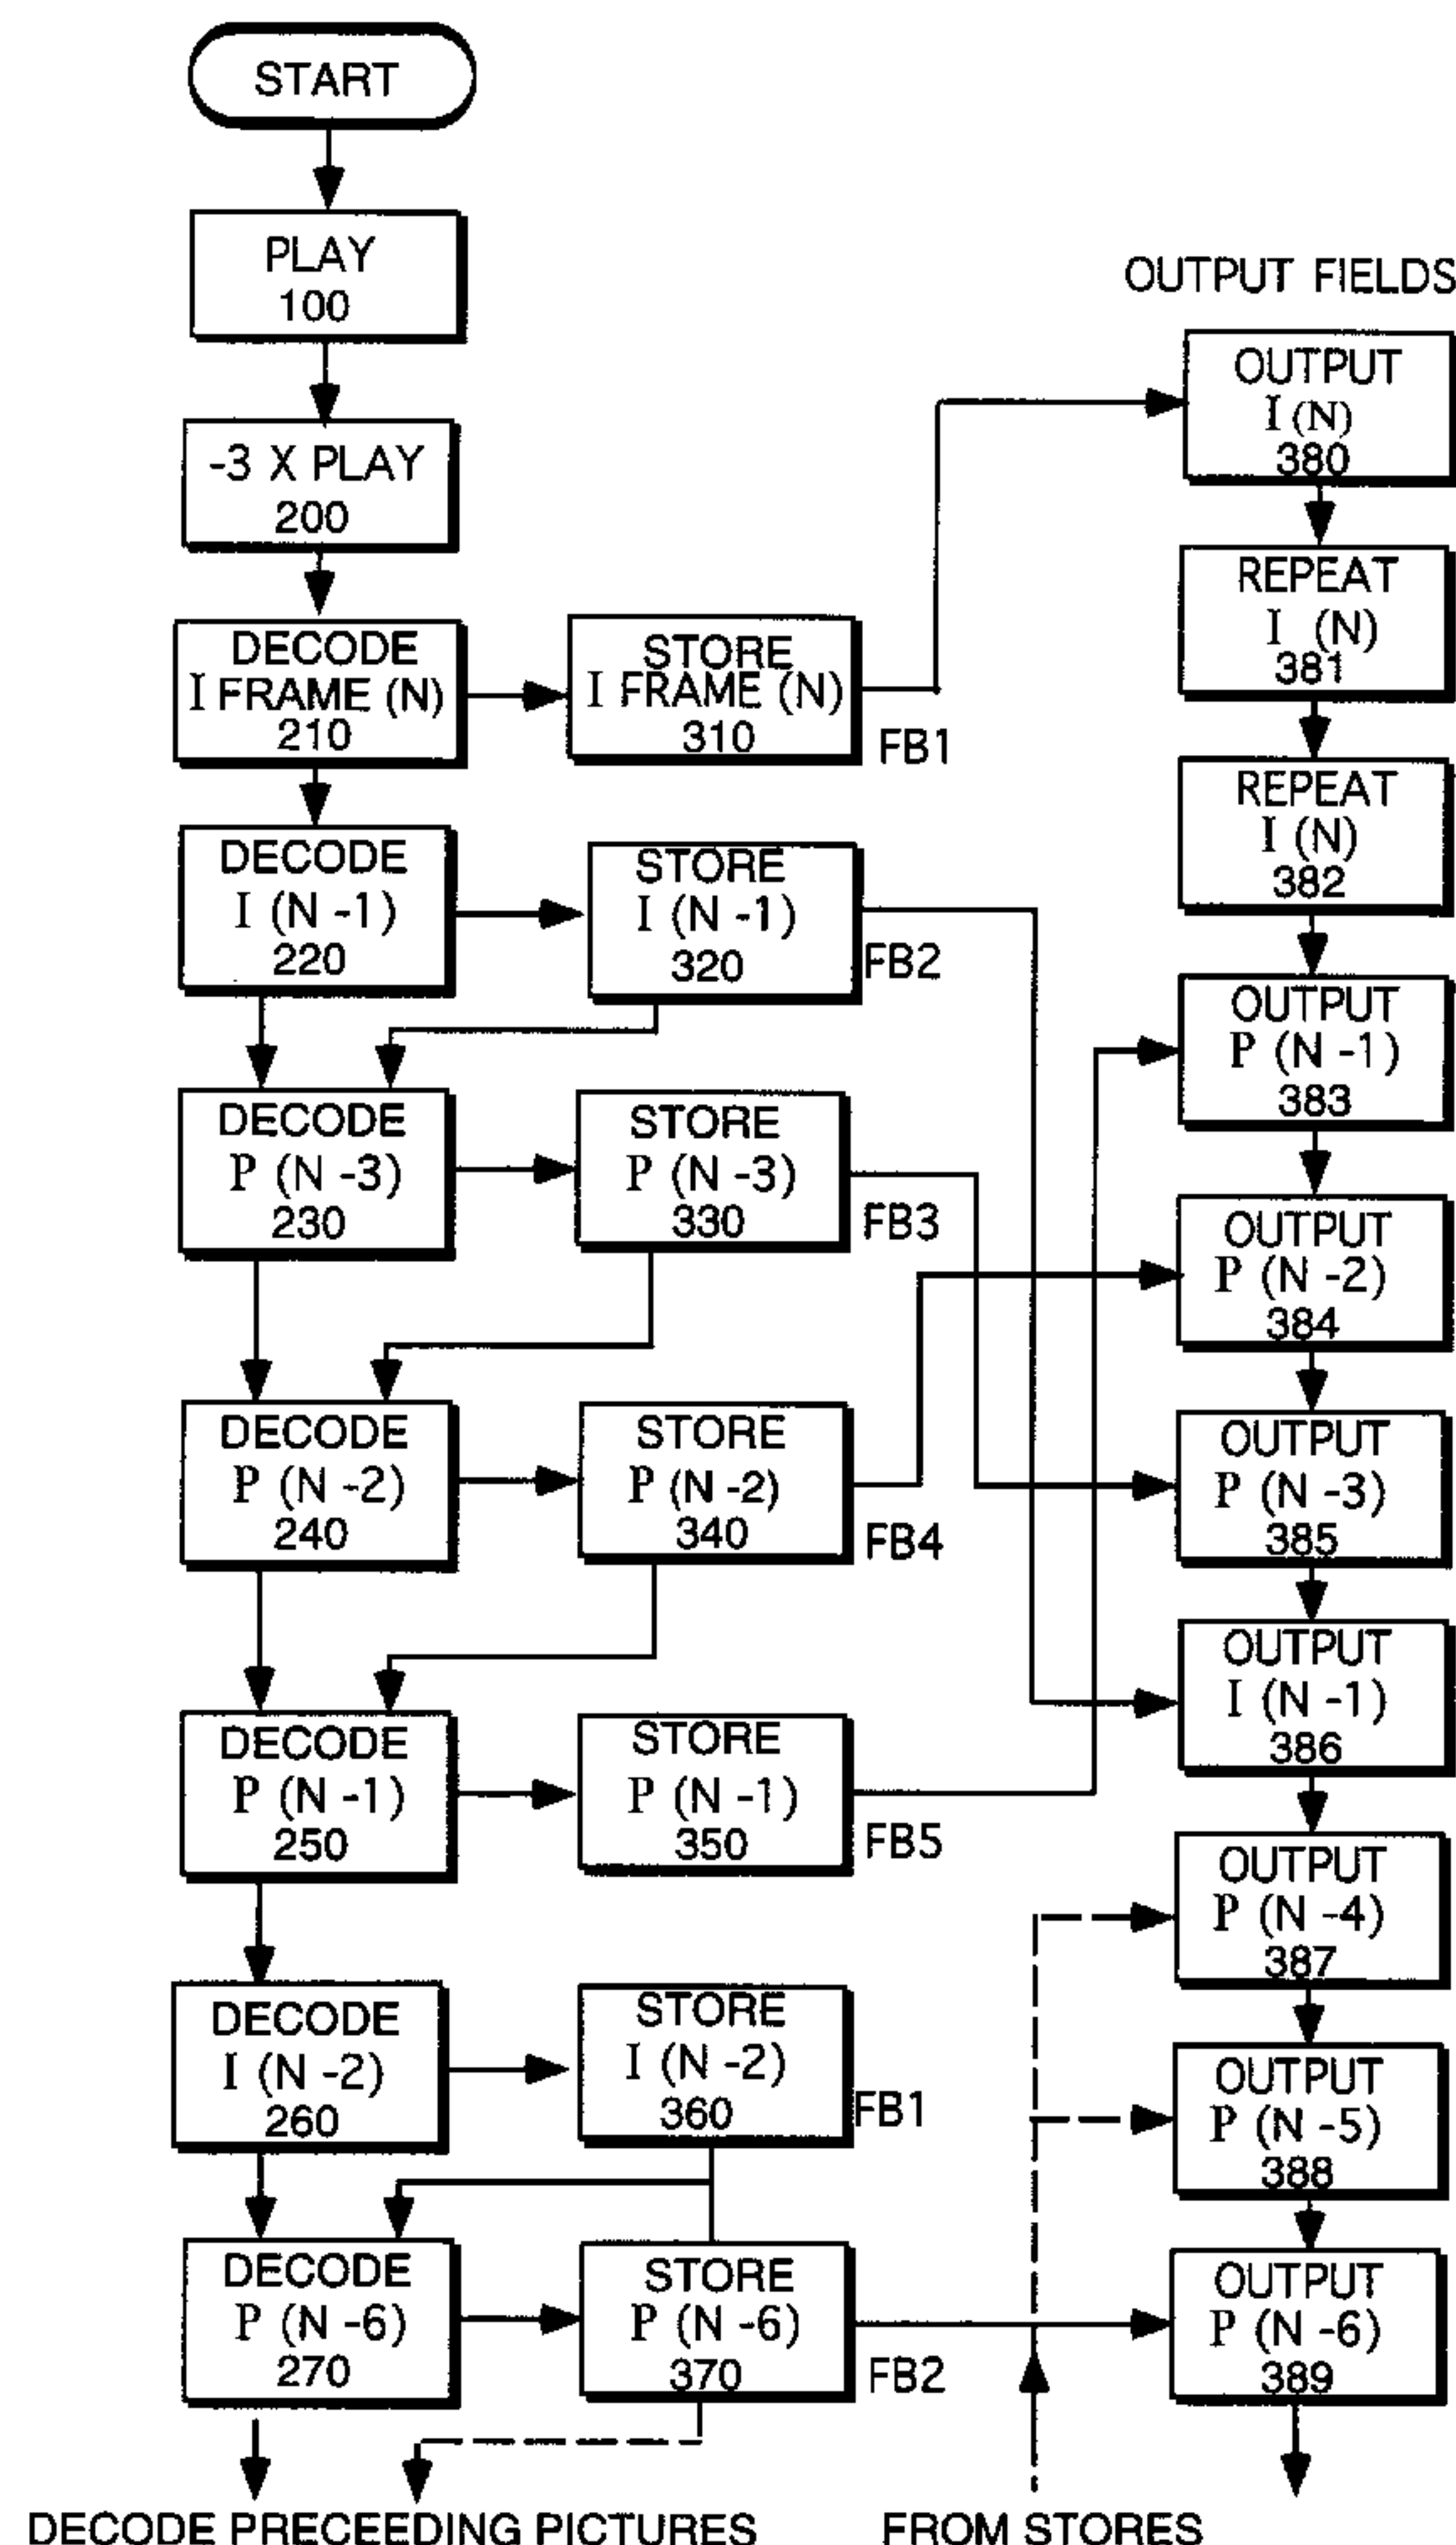 START
PLAY
100
-3 X PLAY
200
DECODE
I FRAME (N)
210
STORE
I FRAME (N)
310
FB1
DECODE
I (N -1)
220
STORE
I (N -1)
320
FB2
DECODE
P (N -3)
230
STORE
P (N -3)
330
FB3
DECODE
P (N -2)
240
STORE
P (N -2)
340
FB4
DECODE
P (N -1)
250
STORE
P (N -1)
350
FB5
DECODE
I (N -2)
260
STORE
I (N -2)
360
FB1
DECODE
P (N -6)
270
STORE
P (N -6)
370
FB2
DECODE PRECEEDING PICTURES
OUTPUT FIELDS
OUTPUT
I (N)
380
REPEAT
I (N)
381
REPEAT
I (N)
382
OUTPUT
P (N -1)
383
OUTPUT
P (N -2)
384
OUTPUT
P (N -3)
385
OUTPUT
I (N -1)
386
OUTPUT
P (N -4)
387
OUTPUT
P (N -5)
388
OUTPUT
P (N -6)
389
FROM STORES